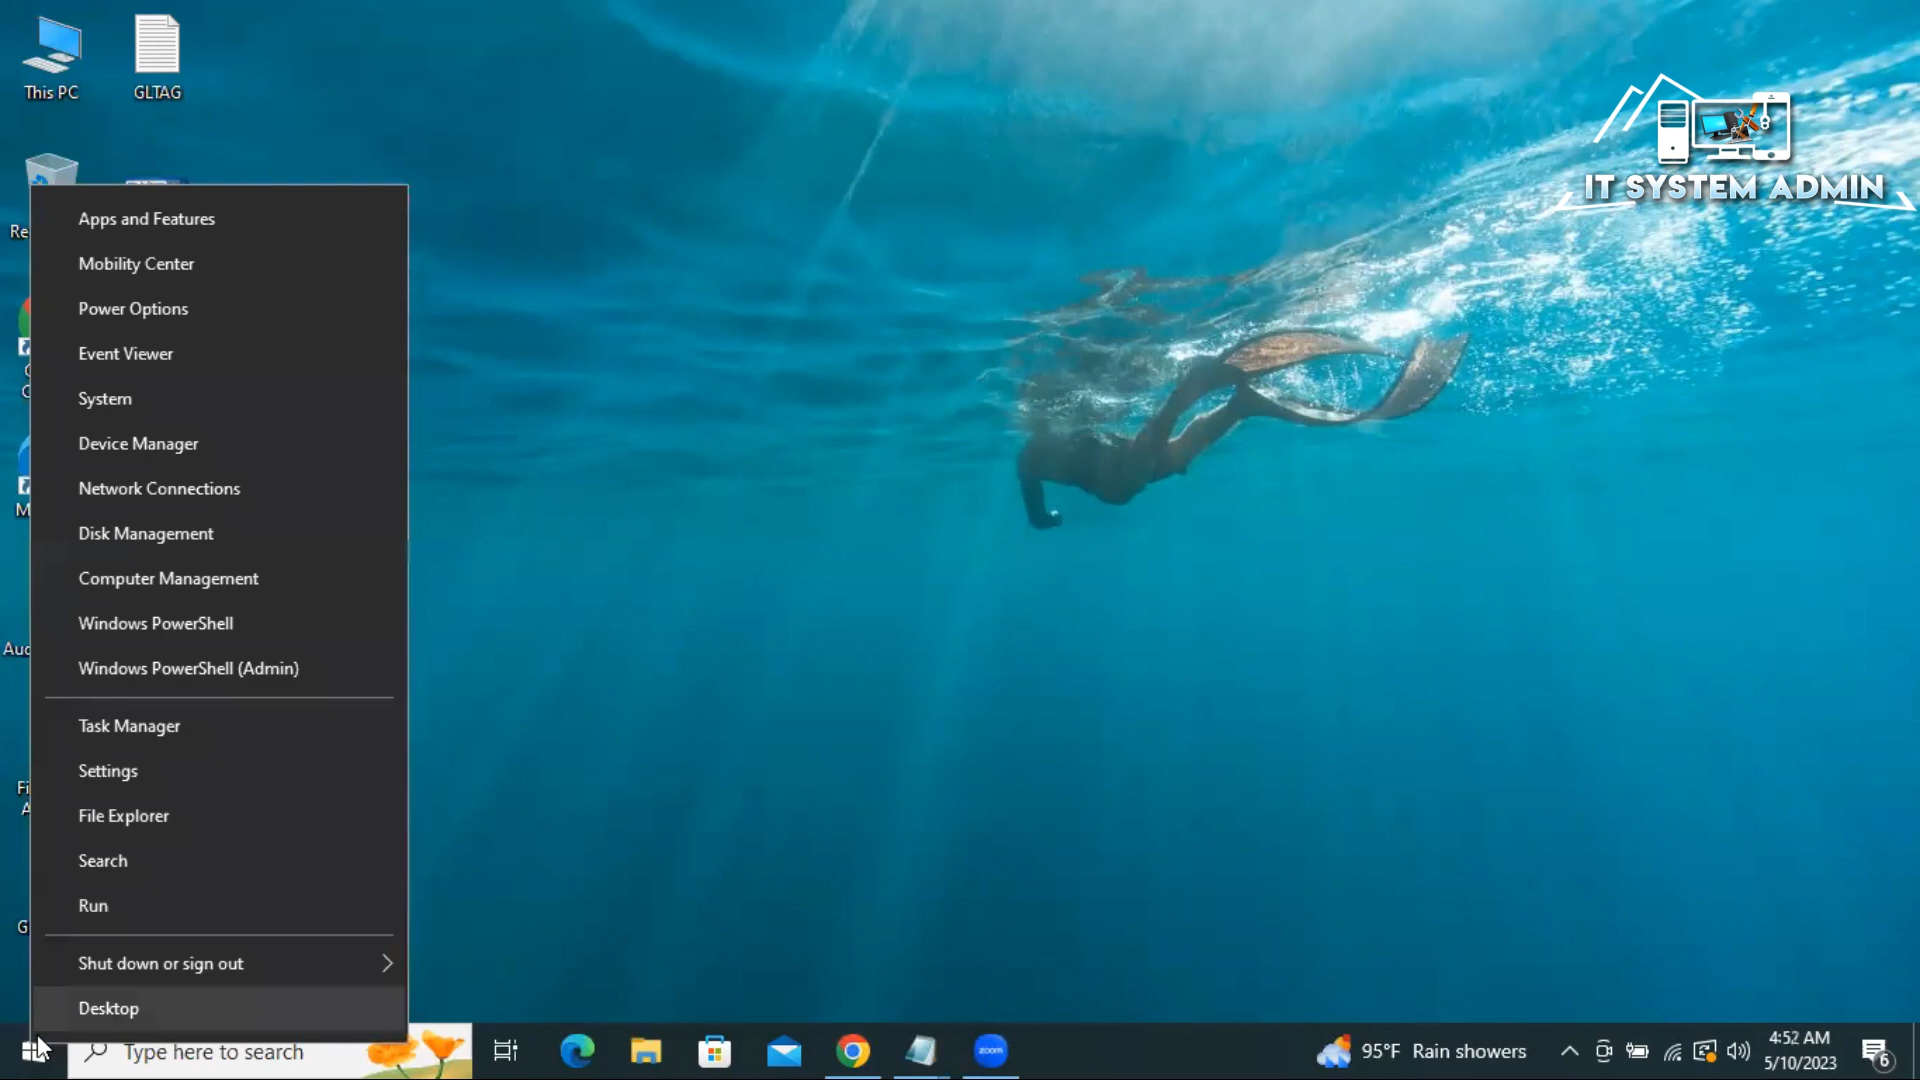 This PC
GLTAG
IT SYSTEM ADMIN
Apps and Features
Mobility Center
Power Options
Event Viewer
System
Device Manager
Network Connections
Disk Management
Computer Management
Windows PowerShell
Windows PowerShell (Admin)
Task Manager
Settings
File Explorer
Search
Run
Shut down or sign out
Desktop
Type here to search
zoom
95°F Rain showers
4:52 AM
5/10/2023
6